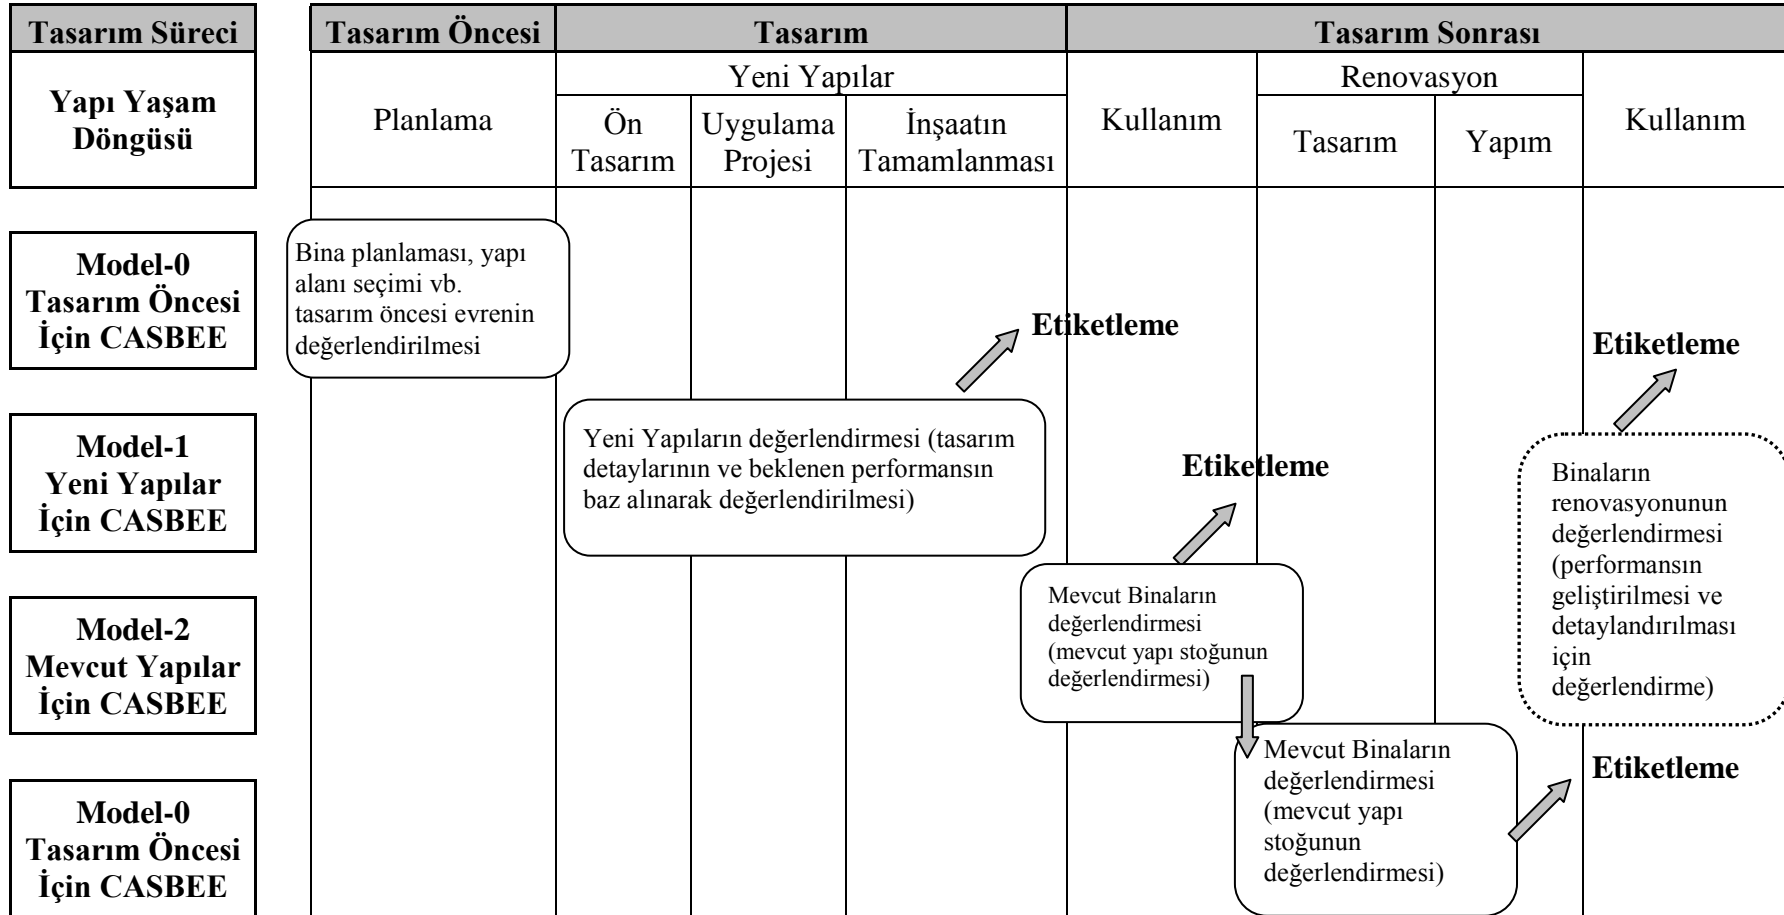 Tasarım Süreci
Tasarım Öncesi
Tasarım
Tasarım Sonrası
Yapı Yaşam
Döngüsü
Planlama
Yeni Yapılar
Ön
Tasarım
Uygulama
Projesi
İnşaatın
Tamamlanması
Kullanım
Renovasyon
Tasarım
Yapım
Kullanım
Model-0
Tasarım Öncesi
İçin CASBEE
Bina planlaması, yapı
alanı seçimi vb.
tasarım öncesi evrenin
değerlendirilmesi
Etiketleme
Etiketleme
Model-1
Yeni Yapılar
İçin CASBEE
Yeni Yapıların değerlendirmesi (tasarım
detaylarının ve beklenen performansın
baz alınarak değerlendirilmesi)
Etiketleme
Binaların
renovasyonunun
değerlendirmesi
(performansın
geliştirilmesi ve
detaylandırılması
için
değerlendirme)
Model-2
Mevcut Yapılar
İçin CASBEE
Mevcut Binaların
değerlendirmesi
(mevcut yapı stoğunun
değerlendirmesi)
Model-0
Tasarım Öncesi
İçin CASBEE
Mevcut Binaların
değerlendirmesi
(mevcut yapı
stoğunun
değerlendirmesi)
Etiketleme